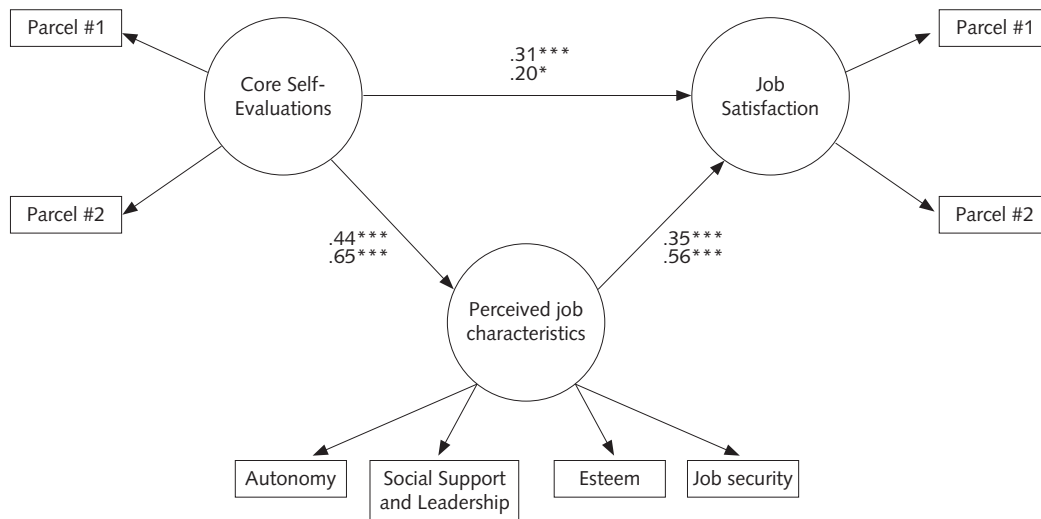 Parcel #1
Parcel #1
Core Self-
Evaluations
.31***
.20*
Job
Satisfaction
Parcel #2
Parcel #2
.44***
.65***
.35***
.56***
Perceived job
characteristics
Autonomy
Social Support
and Leadership
Esteem
Job security